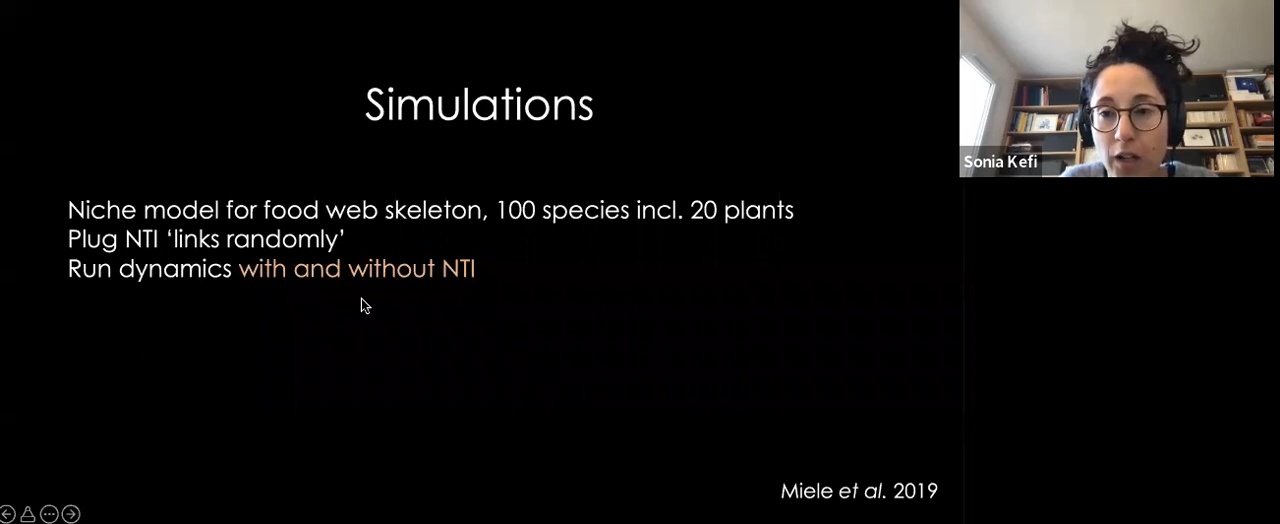 Simulations
Sonia Kefi
Niche model for food web skeleton, 100 species incl. 20 plants
Plug NTI ‘links randomly’
Run dynamics with and without NTI
Miele et al. 2019